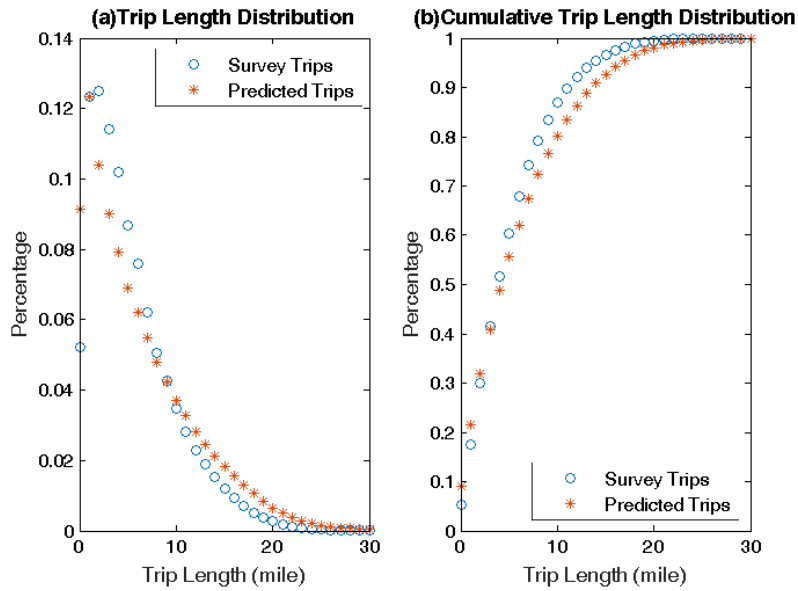 (a)Trip Length Distribution
0.14
0.12
0.1
0.08
0.06
0.04
0.02
0
Percentage
Survey Trips
Predicted Trips
0 10 20 30
Trip Length (mile)
(b)Cumulative Trip Length Distribution
1
0.9
0.8
0.7
0.6
0.5
0.4
0.3
0.2
0.1
0
Percentage
Survey Trips
Predicted Trips
0 10 20 30
Trip Length (mile)